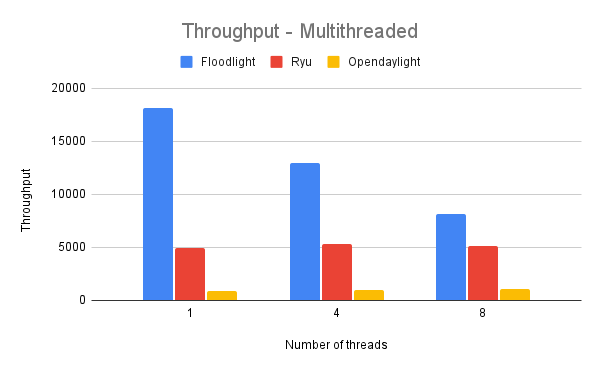 Throughput - Multithreaded
Floodlight Ryu Opendaylight
20000
15000
10000
5000
0
Throughput
1 4 8
Number of threads